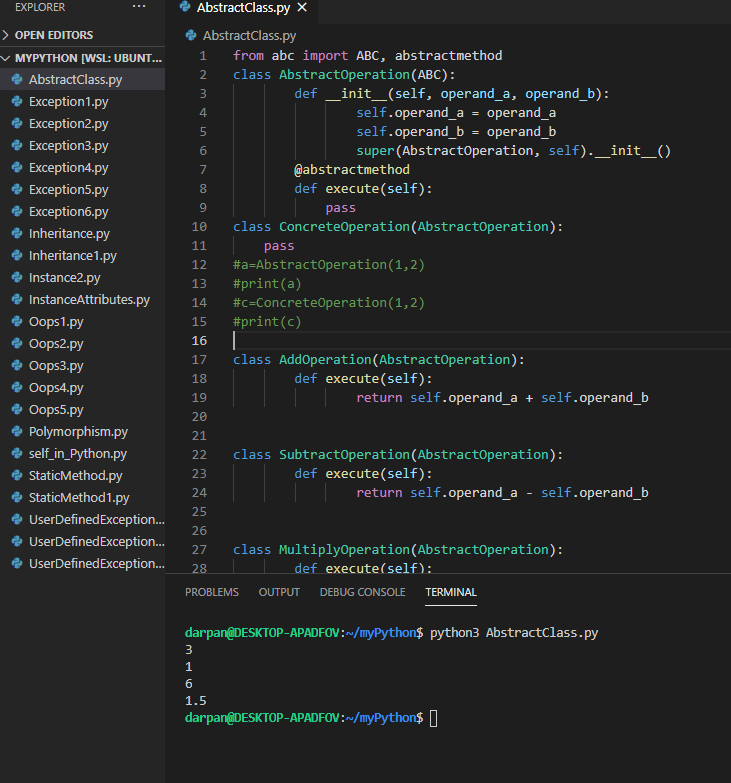 EXPLORER
...
AbstractClass.py
OPEN EDITORS
MYPYTHON [WSL: UBUNT...
AbstractClass.py
Exception1.py
Exception2.py
Exception3.py
Exception4.py
Exception5.py
Exception6.py
Inheritance.py
Inheritance1.py
Instance2.py
InstanceAttributes.py
Oops1.py
Oops2.py
Oops3.py
Oops4.py
Oops5.py
Polymorphism.py
self_in_Python.py
StaticMethod.py
StaticMethod1.py
UserDefinedException...
UserDefinedException...
UserDefinedException...
AbstractClass.py
1 from abc import ABC, abstractmethod
2 class AbstractOperation(ABC):
3 def __init__(self, operand_a, operand_b):
4 self.operand_a = operand_a
5 self.operand_b = operand_b
6 super(AbstractOperation, self).__init__()
7 @abstractmethod
8 def execute(self):
9 pass
10 class ConcreteOperation(AbstractOperation):
11 pass
12 #a=AbstractOperation(1,2)
13 #print(a)
14 #c=ConcreteOperation(1,2)
15 #print(c)
16
17 class AddOperation(AbstractOperation):
18 def execute(self):
19 return self.operand_a + self.operand_b
20
21
22 class SubtractOperation(AbstractOperation):
23 def execute(self):
24 return self.operand_a - self.operand_b
25
26
27 class MultiplyOperation(AbstractOperation):
28 def execute(self):
PROBLEMS OUTPUT DEBUG CONSOLE TERMINAL
darpan@DESKTOP-APADFOV:~/myPython$ python3 AbstractClass.py
3
1
6
1.5
darpan@DESKTOP-APADFOV:~/myPython$